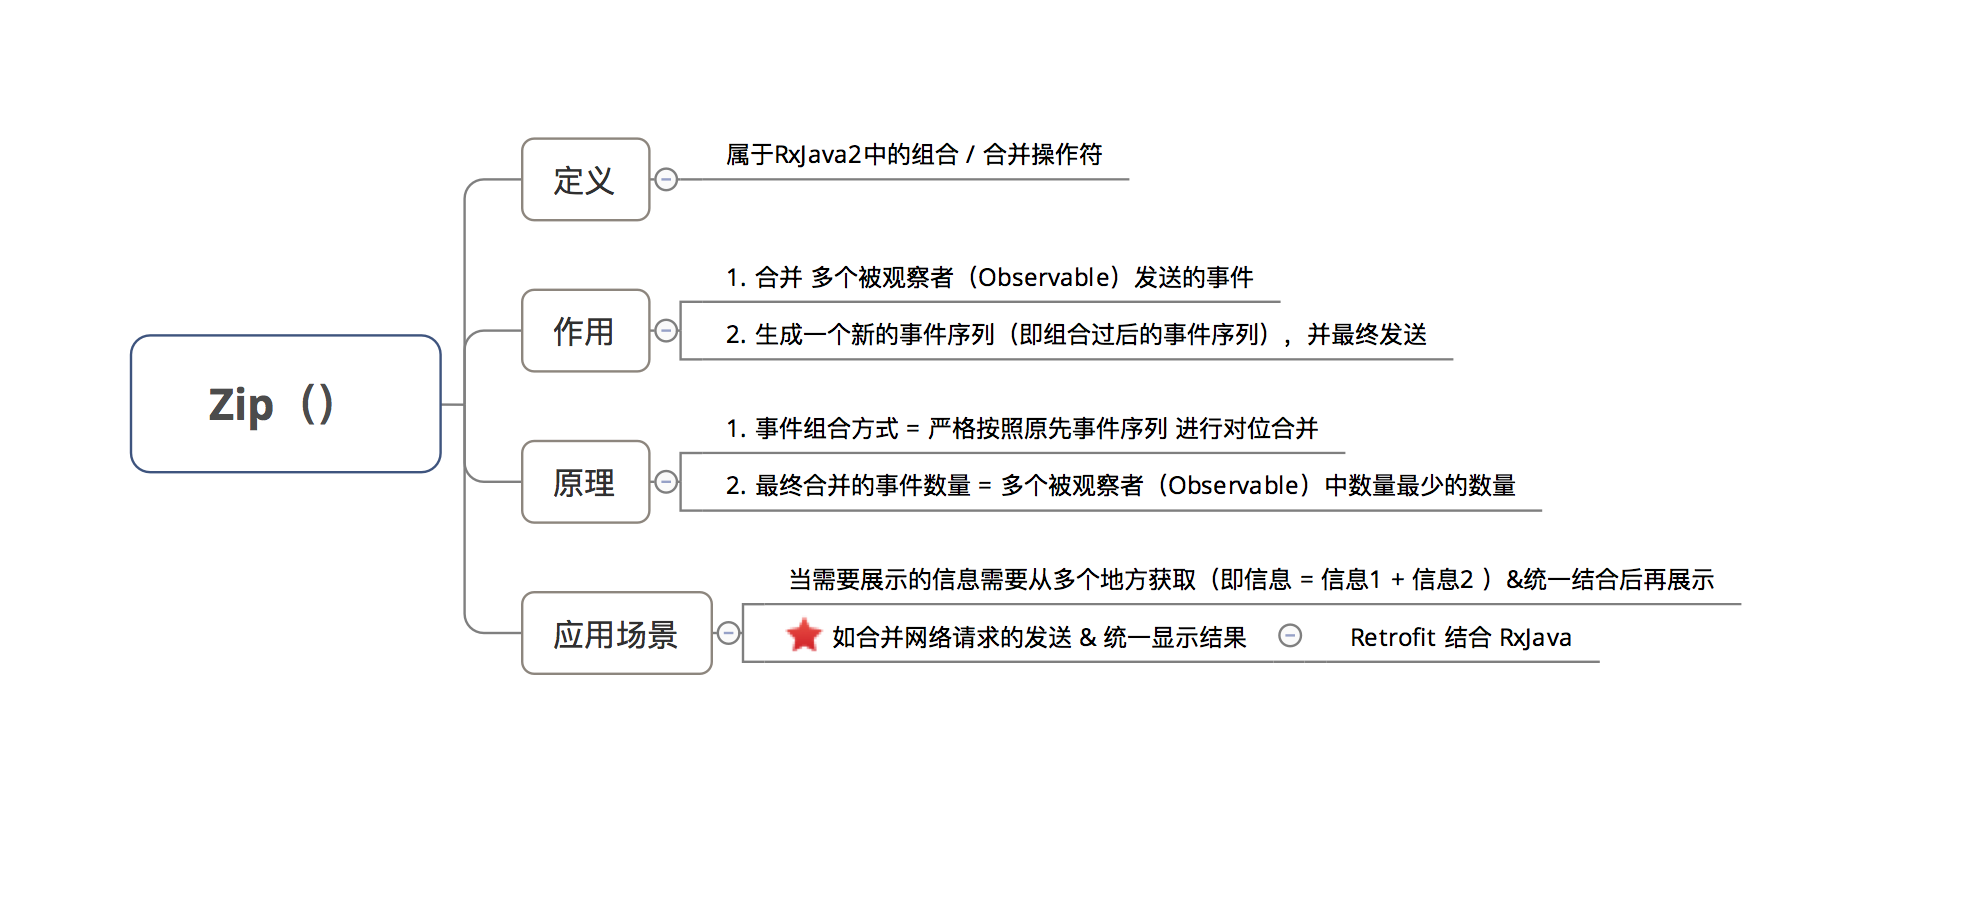 Zip（）
定义
属于RxJava2中的组合 / 合并操作符
作用
1. 合并 多个被观察者（Observable）发送的事件
2. 生成一个新的事件序列（即组合过后的事件序列），并最终发送
原理
1. 事件组合方式 = 严格按照原先事件序列 进行对位合并
2. 最终合并的事件数量 = 多个被观察者（Observable）中数量最少的数量
应用场景
当需要展示的信息需要从多个地方获取（即信息 = 信息1 + 信息2 ）&统一结合后再展示
如合并网络请求的发送 & 统一显示结果
Retrofit 结合 RxJava